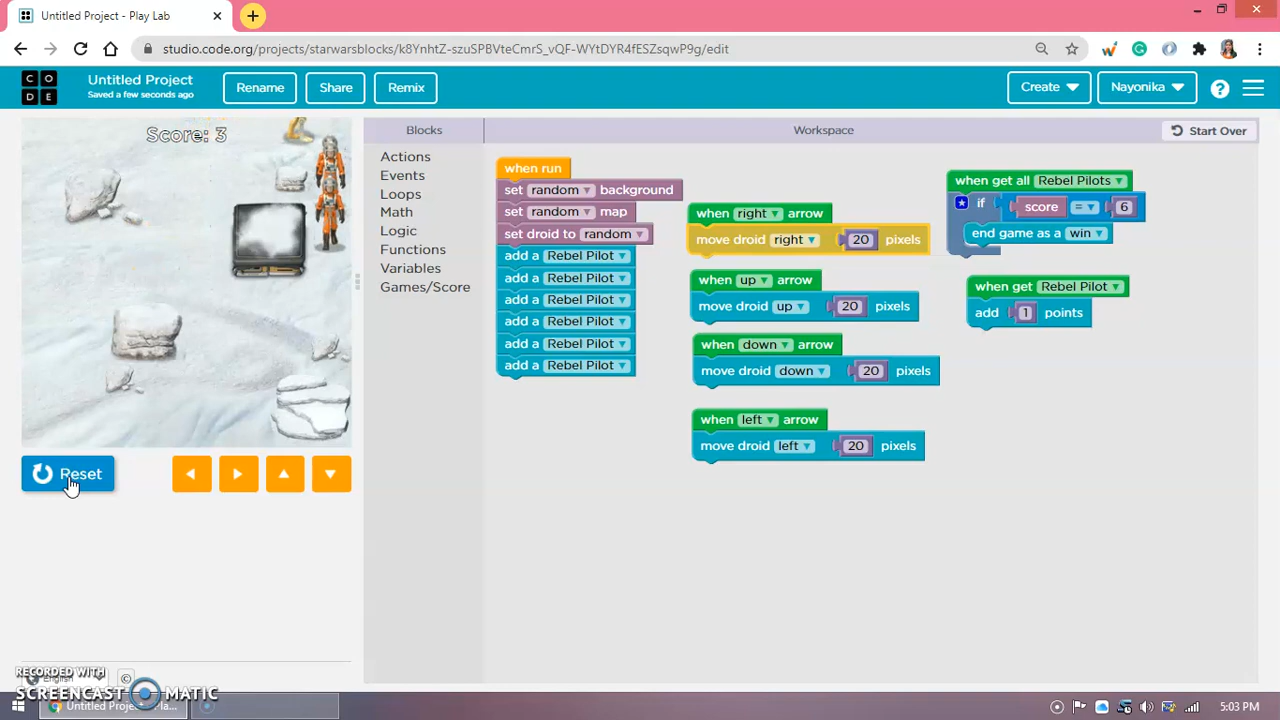 Untitled Project - Play Lab
studio.code.org/projects/starwarsblocks/k8YnhtZ-szuSPBVteCmrS_vQF-WYtDYR4fESZsqwP9g/edit
CO
DE
Untitled Project
Saved a few seconds ago
Rename
Share
Remix
Create
Nayonika
Score: 3
Reset
Blocks
Workspace
Start Over
Actions
Events
Loops
Math
Logic
Functions
Variables
Games/Score
when run
set random background
set random map
set droid to random
add a Rebel Pilot
add a Rebel Pilot
add a Rebel Pilot
add a Rebel Pilot
add a Rebel Pilot
add a Rebel Pilot
when right arrow
move droid right 20 pixels
when up arrow
move droid up 20 pixels
when down arrow
move droid down 20 pixels
when left arrow
move droid left 20 pixels
when get all Rebel Pilots
if score = 6
end game as a win
when get Rebel Pilot
add 1 points
English
RECORDED WITH
SCREENCAST MATIC
Untitled Project - Pla...
5:03 PM